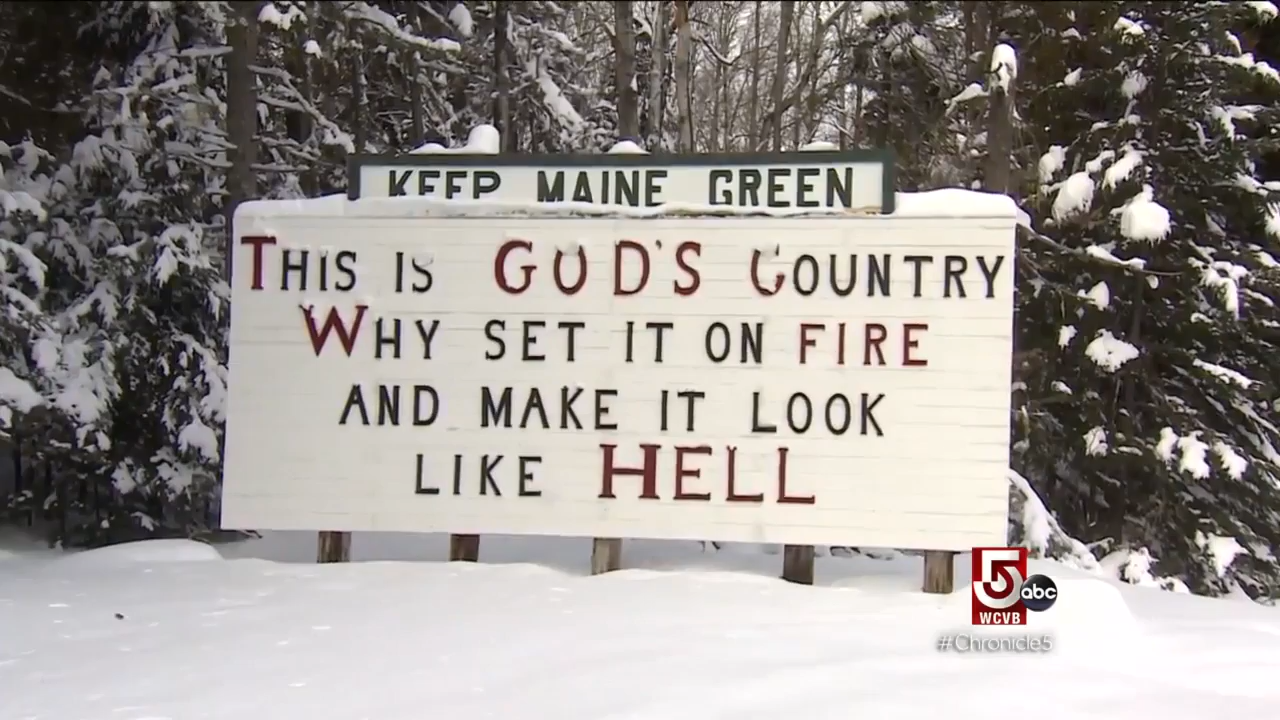 KEEP MAINE GREEN
THIS IS GOD'S COUNTRY
WHY SET IT ON FIRE
AND MAKE IT LOOK
LIKE HELL
5
abc
WCVB
#Chronicle5